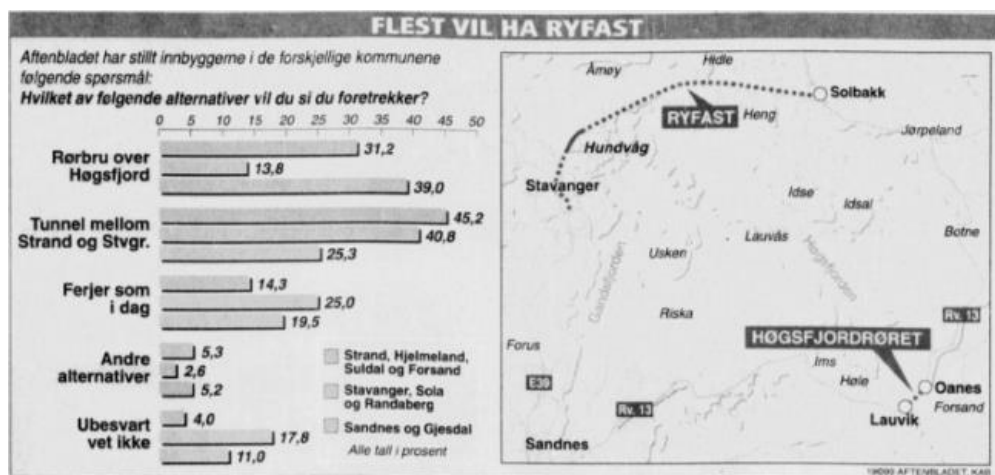 FLEST VIL HA RYFAST
Aftenbladet har stillt innbyggerne i de forskjellige kommunene
følgende spørsmål:
Hvilket av følgende alternativer vil du si du foretrekker?
0 5 10 15 20 25 30 35 40 45 50
Rørbru over
Høgsfjord
31,2
13,8
39,0
Tunnel mellom
Strand og Stvgr.
45,2
40,8
25,3
Ferjer som
i dag
14,3
25,0
19,5
Andre
alternativer
5,3
2,6
5,2
Ubesvart
vet ikke
4,0
17,8
11,0
Strand, Hjelmeland,
Suldal og Forsand
Stavanger, Sola
og Randaberg
Sandnes og Gjesdal
Alle tall i prosent
Åmøy
Hidle
Solbakk
RYFAST
Heng
Jørpeland
Hundvåg
Stavanger
Idse
Idsal
Botne
Lauvås
Usken
Gandsfjorden
Høgsfjorden
Riska
Rv. 13
HØGSFJORDRØRET
Forus
Ims
E39
Høle
Oanes
Forsand
Rv. 13
Lauvik
Sandnes
AFTENBLADET